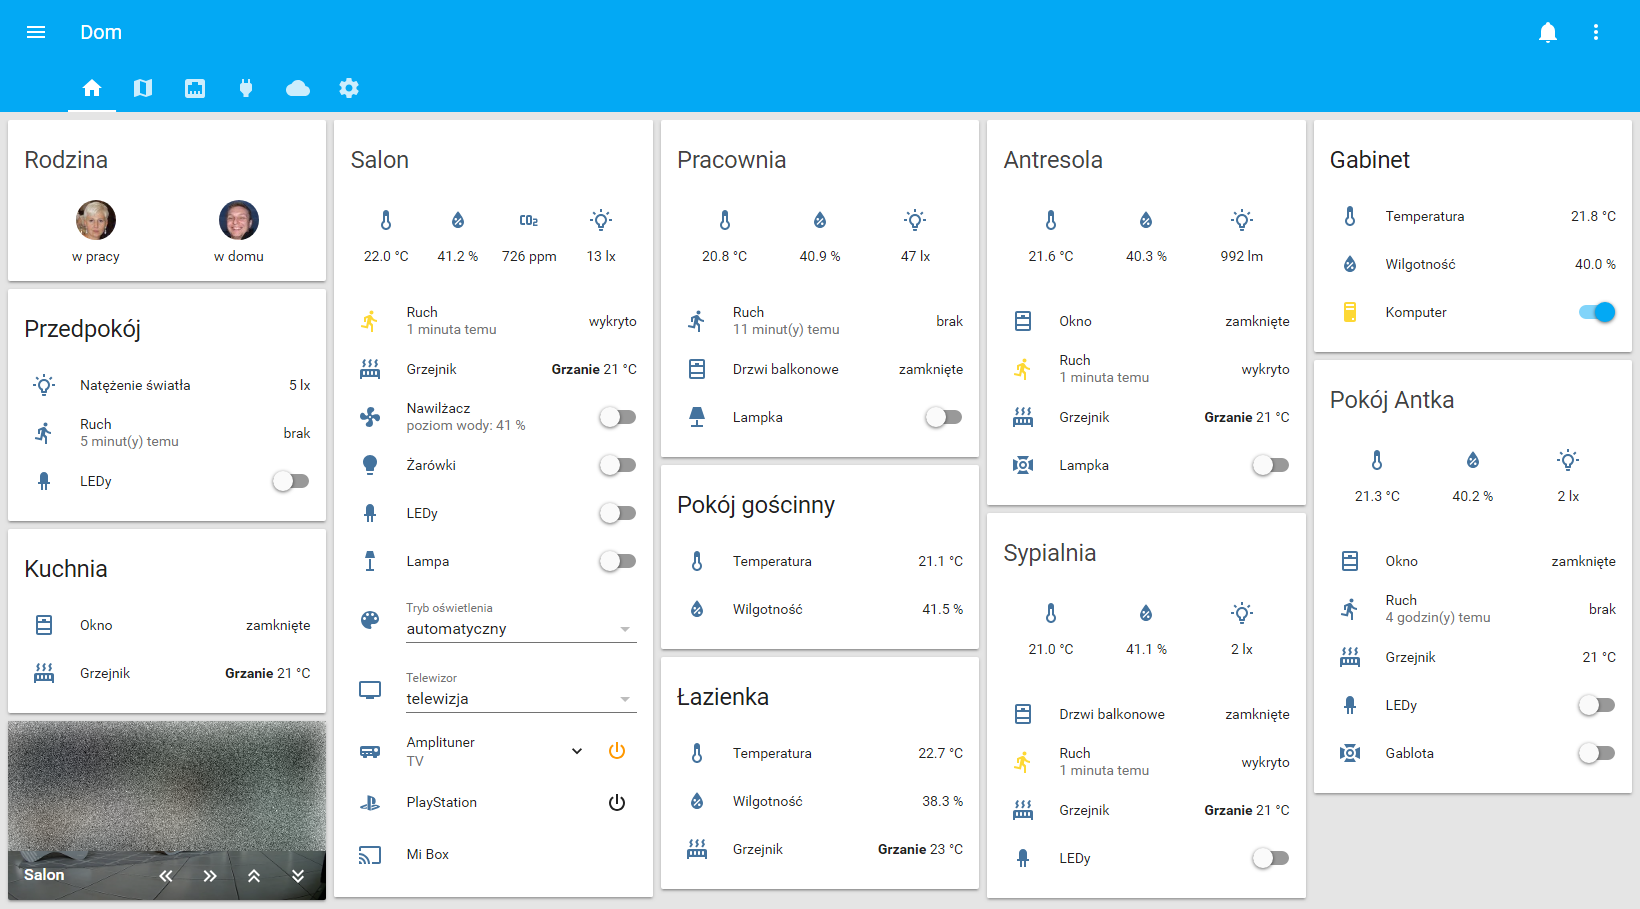 Dom
Rodzina
w pracy
w domu
Przedpokój
Natężenie światła
5 lx
Ruch
5 minut(y) temu
brak
LEDy
Kuchnia
Okno
zamknięte
Grzejnik
Grzanie 21 °C
Salon
Salon
22.0 °C
41.2 %
CO₂
726 ppm
13 lx
Ruch
1 minuta temu
wykryto
Grzejnik
Grzanie 21 °C
Nawilżacz
poziom wody: 41 %
Żarówki
LEDy
Lampa
Tryb oświetlenia
automatyczny
Telewizor
telewizja
Amplituner
TV
PlayStation
Mi Box
Pracownia
20.8 °C
40.9 %
47 lx
Ruch
11 minut(y) temu
brak
Drzwi balkonowe
zamknięte
Lampka
Pokój gościnny
Temperatura
21.1 °C
Wilgotność
41.5 %
Łazienka
Temperatura
22.7 °C
Wilgotność
38.3 %
Grzejnik
Grzanie 23 °C
Antresola
21.6 °C
40.3 %
992 lm
Okno
zamknięte
Ruch
1 minuta temu
wykryto
Grzejnik
Grzanie 21 °C
Lampka
Sypialnia
21.0 °C
41.1 %
2 lx
Drzwi balkonowe
zamknięte
Ruch
1 minuta temu
wykryto
Grzejnik
Grzanie 21 °C
LEDy
Gabinet
Temperatura
21.8 °C
Wilgotność
40.0 %
Komputer
Pokój Antka
21.3 °C
40.2 %
2 lx
Okno
zamknięte
Ruch
4 godzin(y) temu
brak
Grzejnik
21 °C
LEDy
Gablota